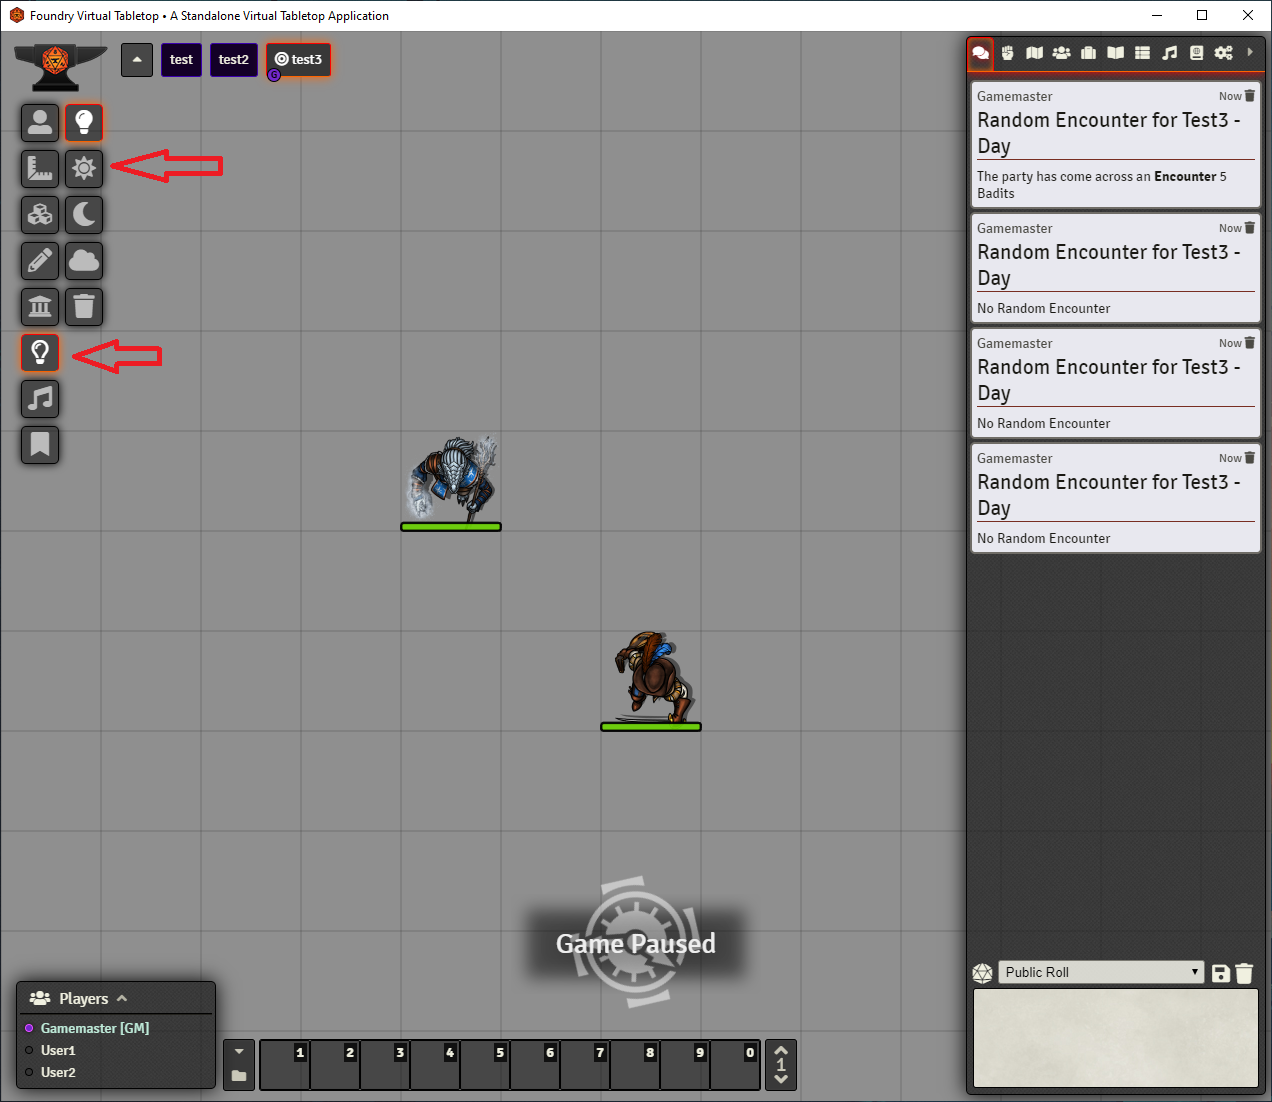 Foundry Virtual Tabletop • A Standalone Virtual Tabletop Application
test
test2
test3
G
Gamemaster
Now
Random Encounter for Test3 -
Day
The party has come across an Encounter 5
Badits
Gamemaster
Now
Random Encounter for Test3 -
Day
No Random Encounter
Gamemaster
Now
Random Encounter for Test3 -
Day
No Random Encounter
Gamemaster
Now
Random Encounter for Test3 -
Day
No Random Encounter
Game Paused
Public Roll
Players
Gamemaster [GM]
User1
User2
1 2 3 4 5 6 7 8 9 0
1